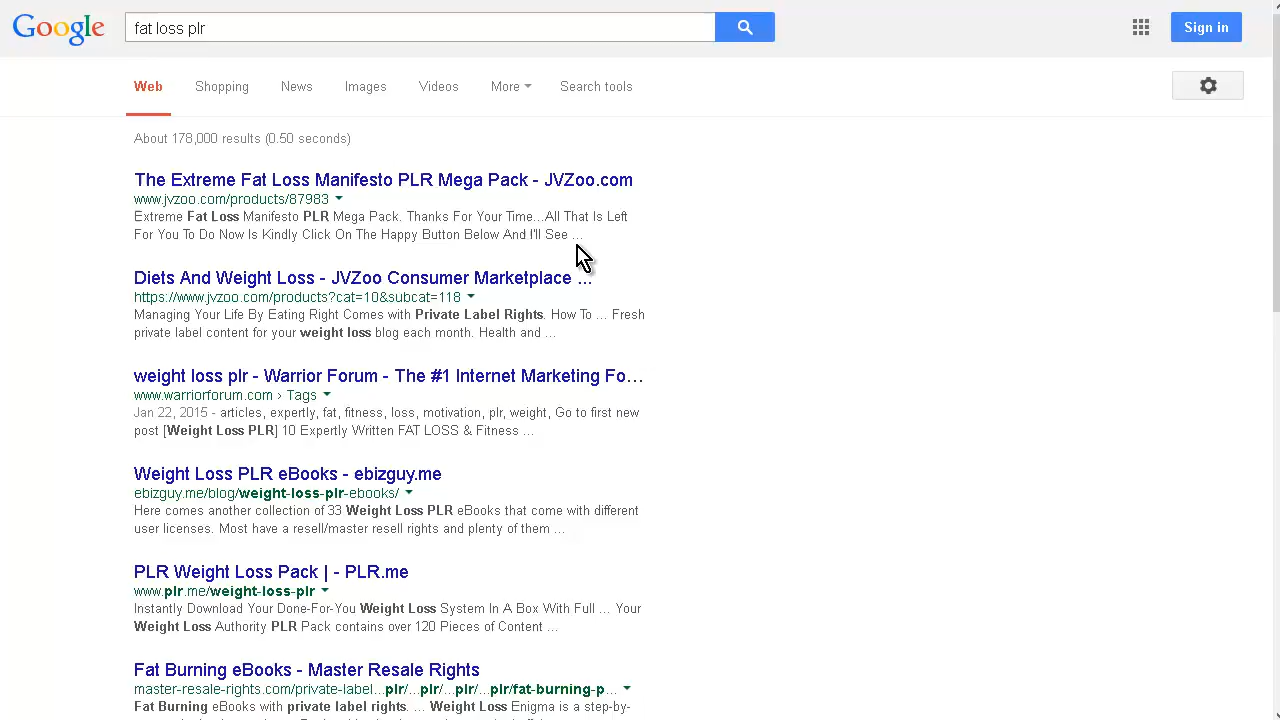 Google
fat loss plr
Sign in
Web Shopping News Images Videos More Search tools
About 178,000 results (0.50 seconds)
The Extreme Fat Loss Manifesto PLR Mega Pack - JVZoo.com
www.jvzoo.com/products/87983
Extreme Fat Loss Manifesto PLR Mega Pack. Thanks For Your Time...All That Is Left
For You To Do Now Is Kindly Click On The Happy Button Below And I'll See ...
Diets And Weight Loss - JVZoo Consumer Marketplace ...
https://www.jvzoo.com/products?cat=10&subcat=118
Managing Your Life By Eating Right Comes with Private Label Rights. How To ... Fresh
private label content for your weight loss blog each month. Health and ...
weight loss plr - Warrior Forum - The #1 Internet Marketing Fo...
www.warriorforum.com › Tags
Jan 22, 2015 - articles, expertly, fat, fitness, loss, motivation, plr, weight, Go to first new
post [Weight Loss PLR] 10 Expertly Written FAT LOSS & Fitness ...
Weight Loss PLR eBooks - ebizguy.me
ebizguy.me/blog/weight-loss-plr-ebooks/
Here comes another collection of 33 Weight Loss PLR eBooks that come with different
user licenses. Most have a resell/master resell rights and plenty of them ...
PLR Weight Loss Pack | - PLR.me
www.plr.me/weight-loss-plr
Instantly Download Your Done-For-You Weight Loss System In A Box With Full ... Your
Weight Loss Authority PLR Pack contains over 120 Pieces of Content ...
Fat Burning eBooks - Master Resale Rights
master-resale-rights.com/private-label...plr/...plr/...plr/...plr/fat-burning-p...
Fat Burning eBooks with private label rights. ... Weight Loss Enigma is a step-by-